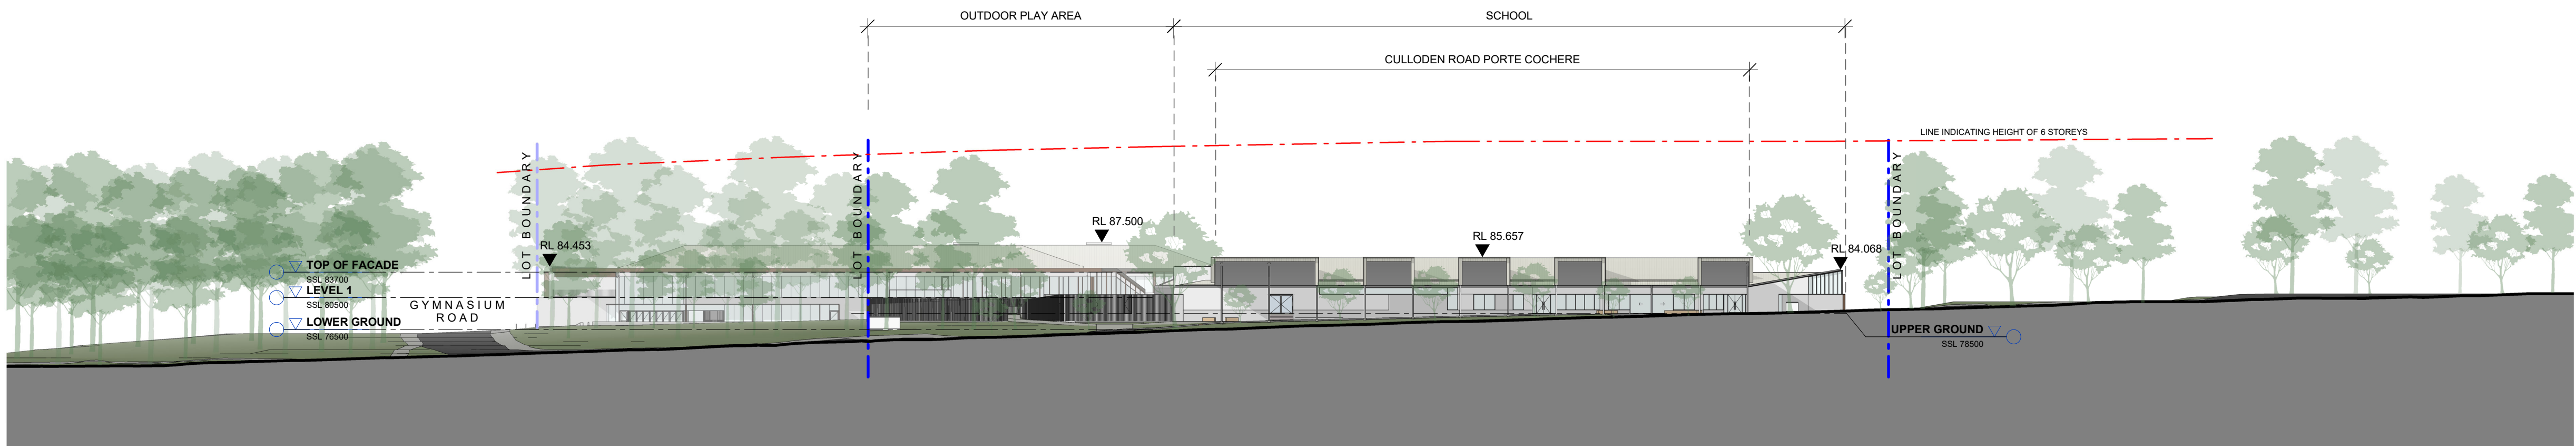 OUTDOOR PLAY AREA
SCHOOL
CULLODEN ROAD PORTE COCHERE
LINE INDICATING HEIGHT OF 6 STOREYS
LOT BOUNDARY
LOT BOUNDARY
LOT BOUNDARY
RL 84.453
RL 87.500
RL 85.657
RL 84.068
TOP OF FACADE
SSL 83700
LEVEL 1
SSL 80500
GYMNASIUM
ROAD
LOWER GROUND
SSL 76500
UPPER GROUND
SSL 78500